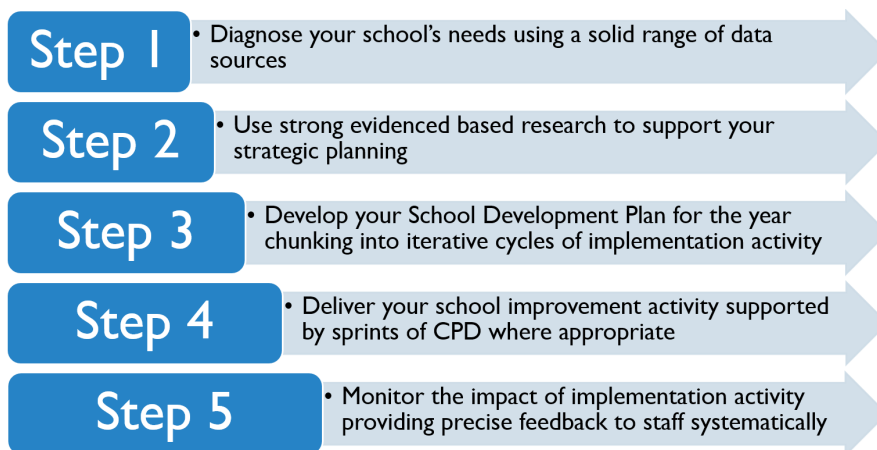 Step 1
• Diagnose your school's needs using a solid range of data
sources
Step 2
• Use strong evidenced based research to support your
strategic planning
Step 3
• Develop your School Development Plan for the year
chunking into iterative cycles of implementation activity
Step 4
• Deliver your school improvement activity supported
by sprints of CPD where appropriate
Step 5
• Monitor the impact of implementation activity
providing precise feedback to staff systematically